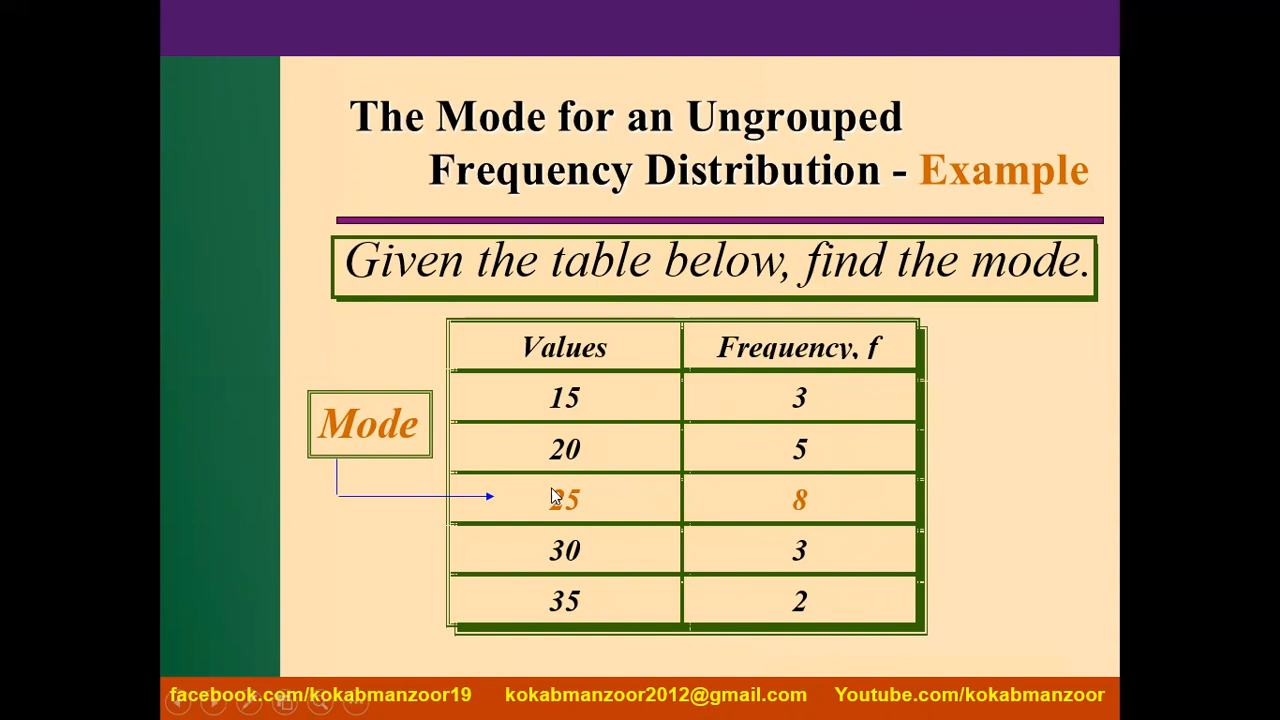 The Mode for an Ungrouped
Frequency Distribution - Example
Given the table below, find the mode.
Values Frequency, f
15 3
Mode
20 5
25 8
30 3
35 2
facebook.com/kokabmanzoor19 kokabmanzoor2012@gmail.com Youtube.com/kokabmanzoor